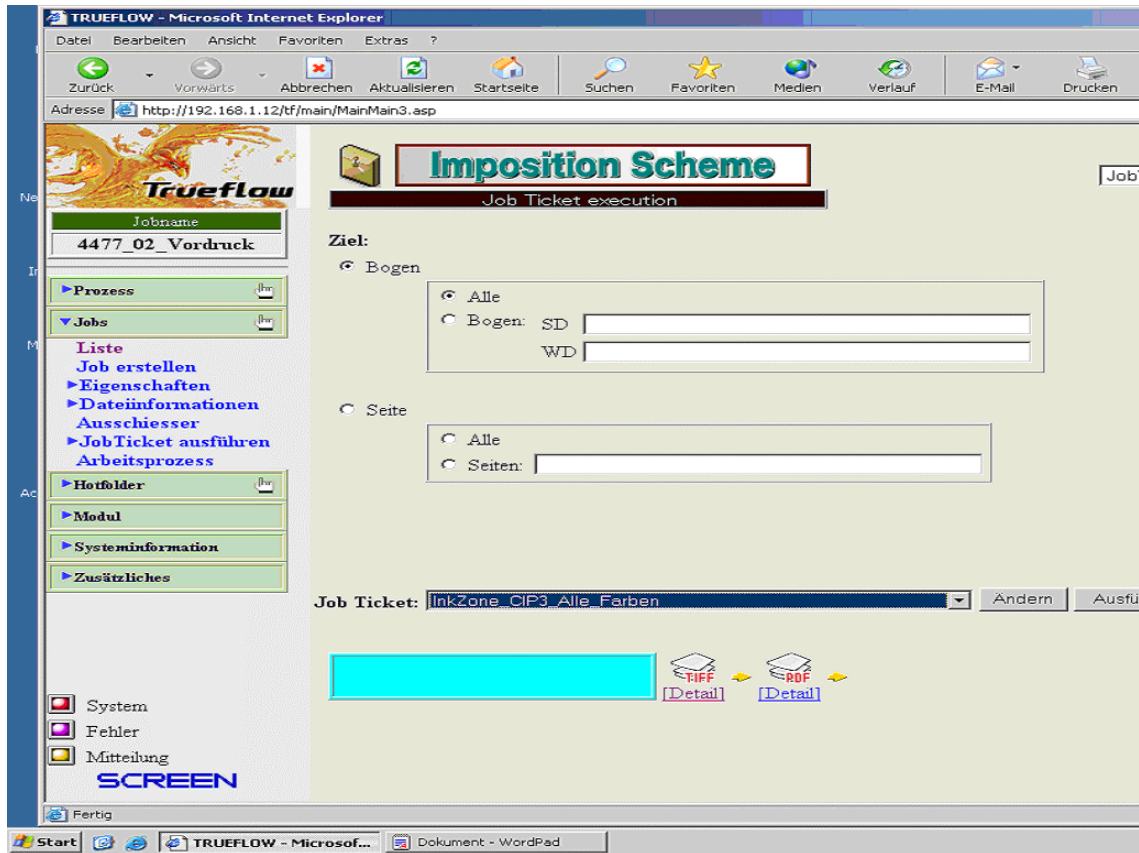 TRUEFLOW - Microsoft Internet Explorer
Datei Bearbeiten Ansicht Favoriten Extras ?
Zurück Vorwärts Abbrechen Aktualisieren Startseite Suchen Favoriten Medien Verlauf E-Mail Drucken
Adresse http://192.168.1.12/tf/main/MainMain3.asp
Trueflow
Imposition Scheme
Job Ticket execution
Job
Jobname
4477_02_Vordruck
Prozess
Jobs
Liste
Job erstellen
Eigenschaften
Dateiinformationen
Ausschiesser
JobTicket ausführen
Arbeitsprozess
Hotfolder
Modul
Systeminformation
Zusätzliches
System
Fehler
Mitteilung
SCREEN
Ziel:
Bogen
Alle
Bogen: SD
WD
Seite
Alle
Seiten:
Job Ticket: InkZone_CIP3_Alle_Farben Ändern Ausfü
TIFF RDF
[Detail] [Detail]
Fertig
Start TRUEFLOW - Microsof... Dokument - WordPad